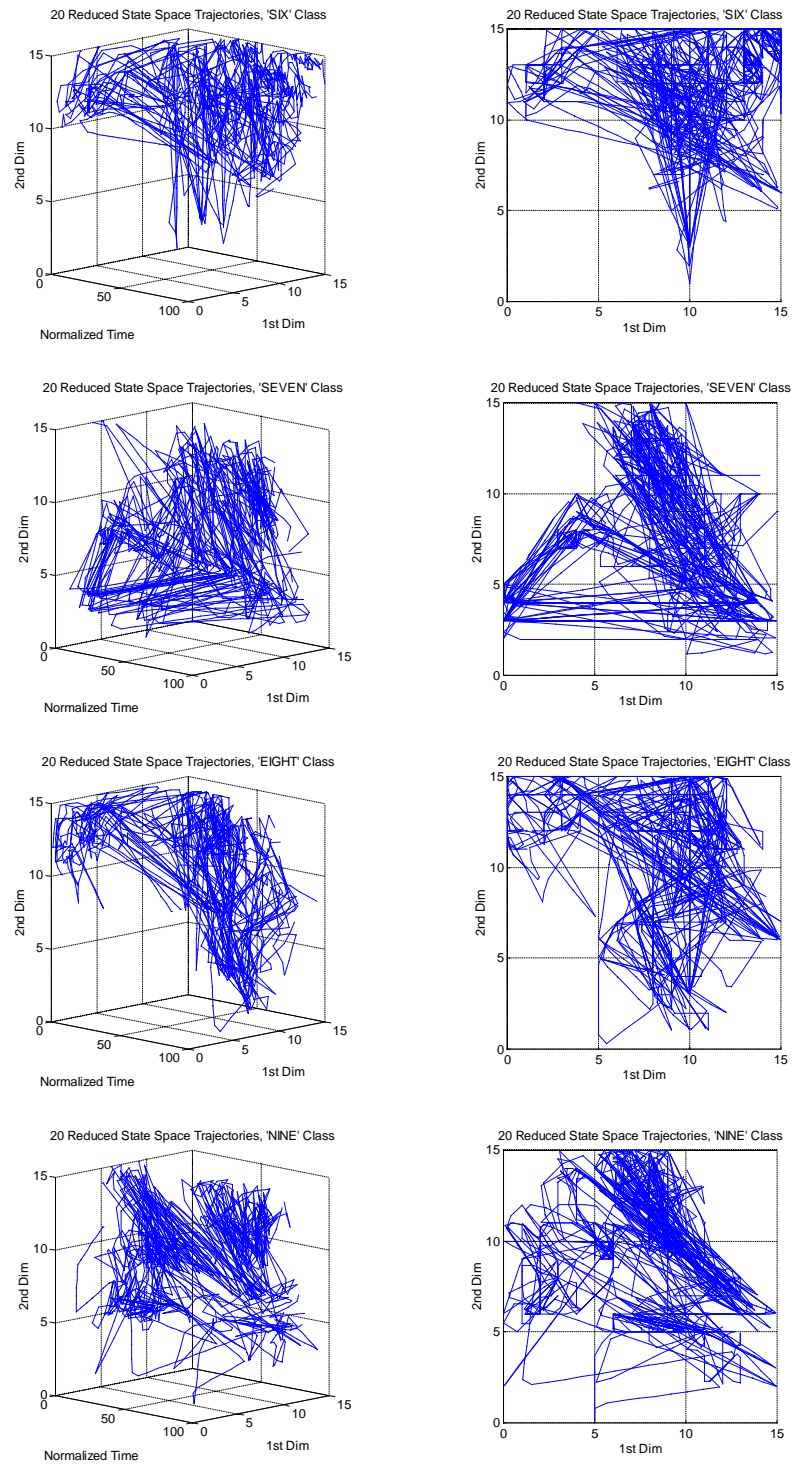 20 Reduced State Space Trajectories, 'SIX' Class
15
10
5
0
2nd Dim
0
50
100
Normalized Time
0
5
10
15
1st Dim
20 Reduced State Space Trajectories, 'SIX' Class
15
10
5
0
2nd Dim
0
5
10
15
1st Dim
20 Reduced State Space Trajectories, 'SEVEN' Class
15
10
5
0
2nd Dim
0
50
100
Normalized Time
0
5
10
15
1st Dim
20 Reduced State Space Trajectories, 'SEVEN' Class
15
10
5
0
2nd Dim
0
5
10
15
1st Dim
20 Reduced State Space Trajectories, 'EIGHT' Class
15
10
5
0
2nd Dim
0
50
100
Normalized Time
0
5
10
15
1st Dim
20 Reduced State Space Trajectories, 'EIGHT' Class
15
10
5
0
2nd Dim
0
5
10
15
1st Dim
20 Reduced State Space Trajectories, 'NINE' Class
15
10
5
0
2nd Dim
0
50
100
Normalized Time
0
5
10
15
1st Dim
20 Reduced State Space Trajectories, 'NINE' Class
15
10
5
0
2nd Dim
0
5
10
15
1st Dim